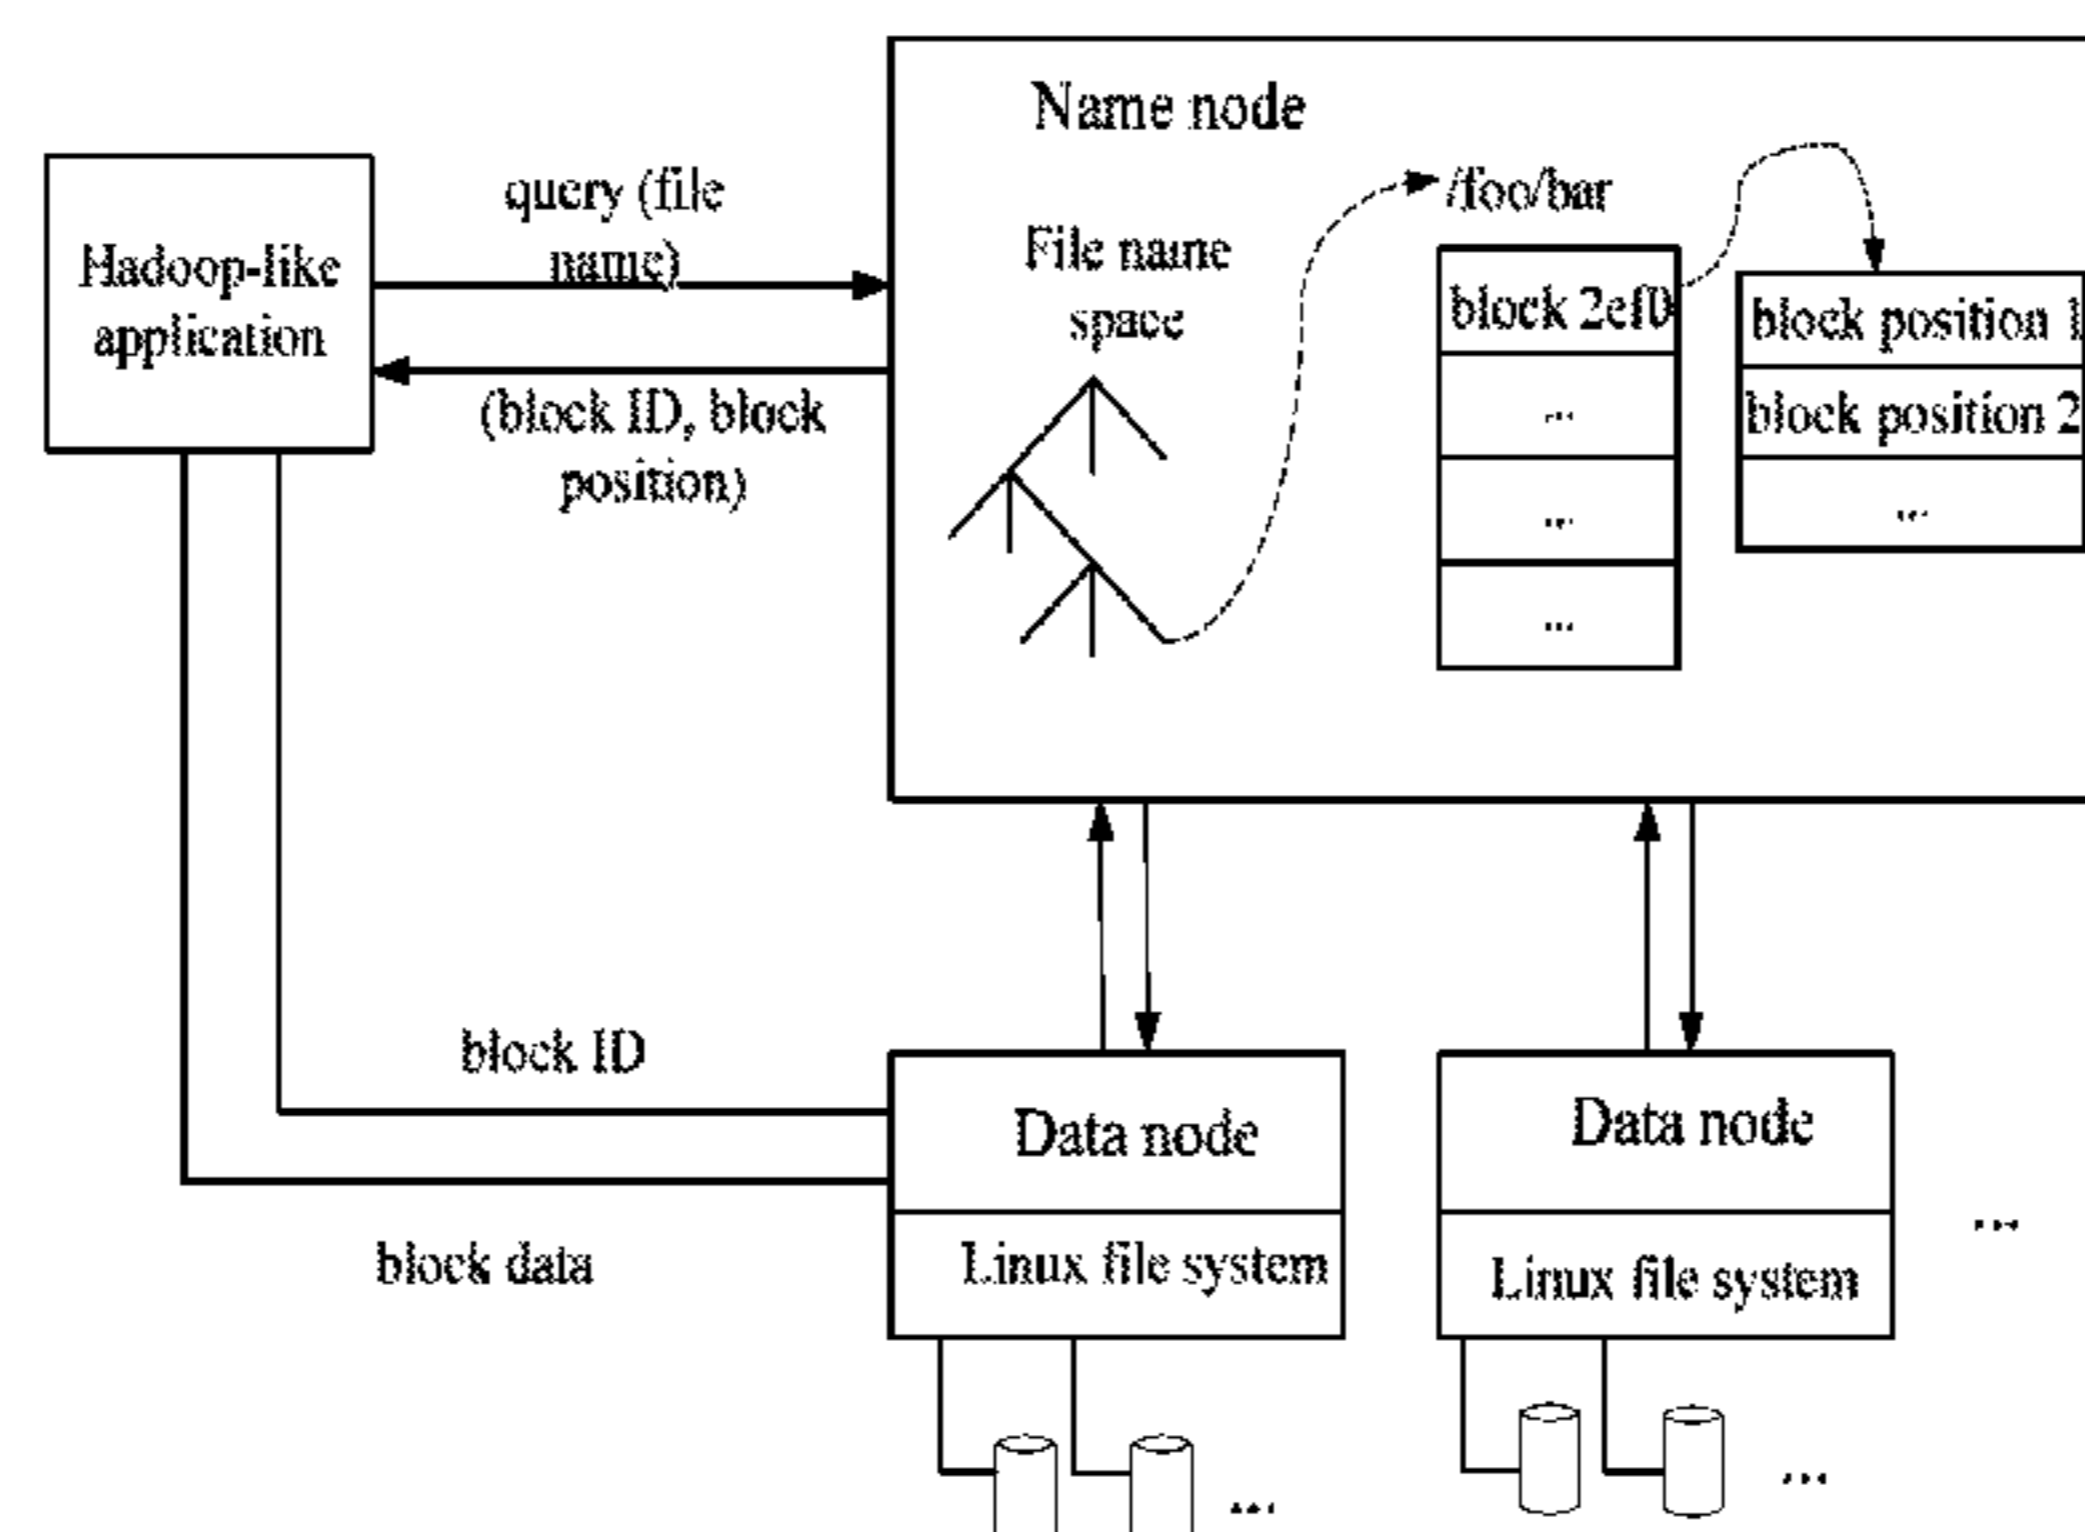 Name node
query (file
name)
Hadoop-like
application
(block ID, block
position)
File name
space
/foo/bar
block 2ef0
...
...
...
block position 1
block position 2
...
block ID
block data
Data node
Linux file system
...
Data node
Linux file system
...
...